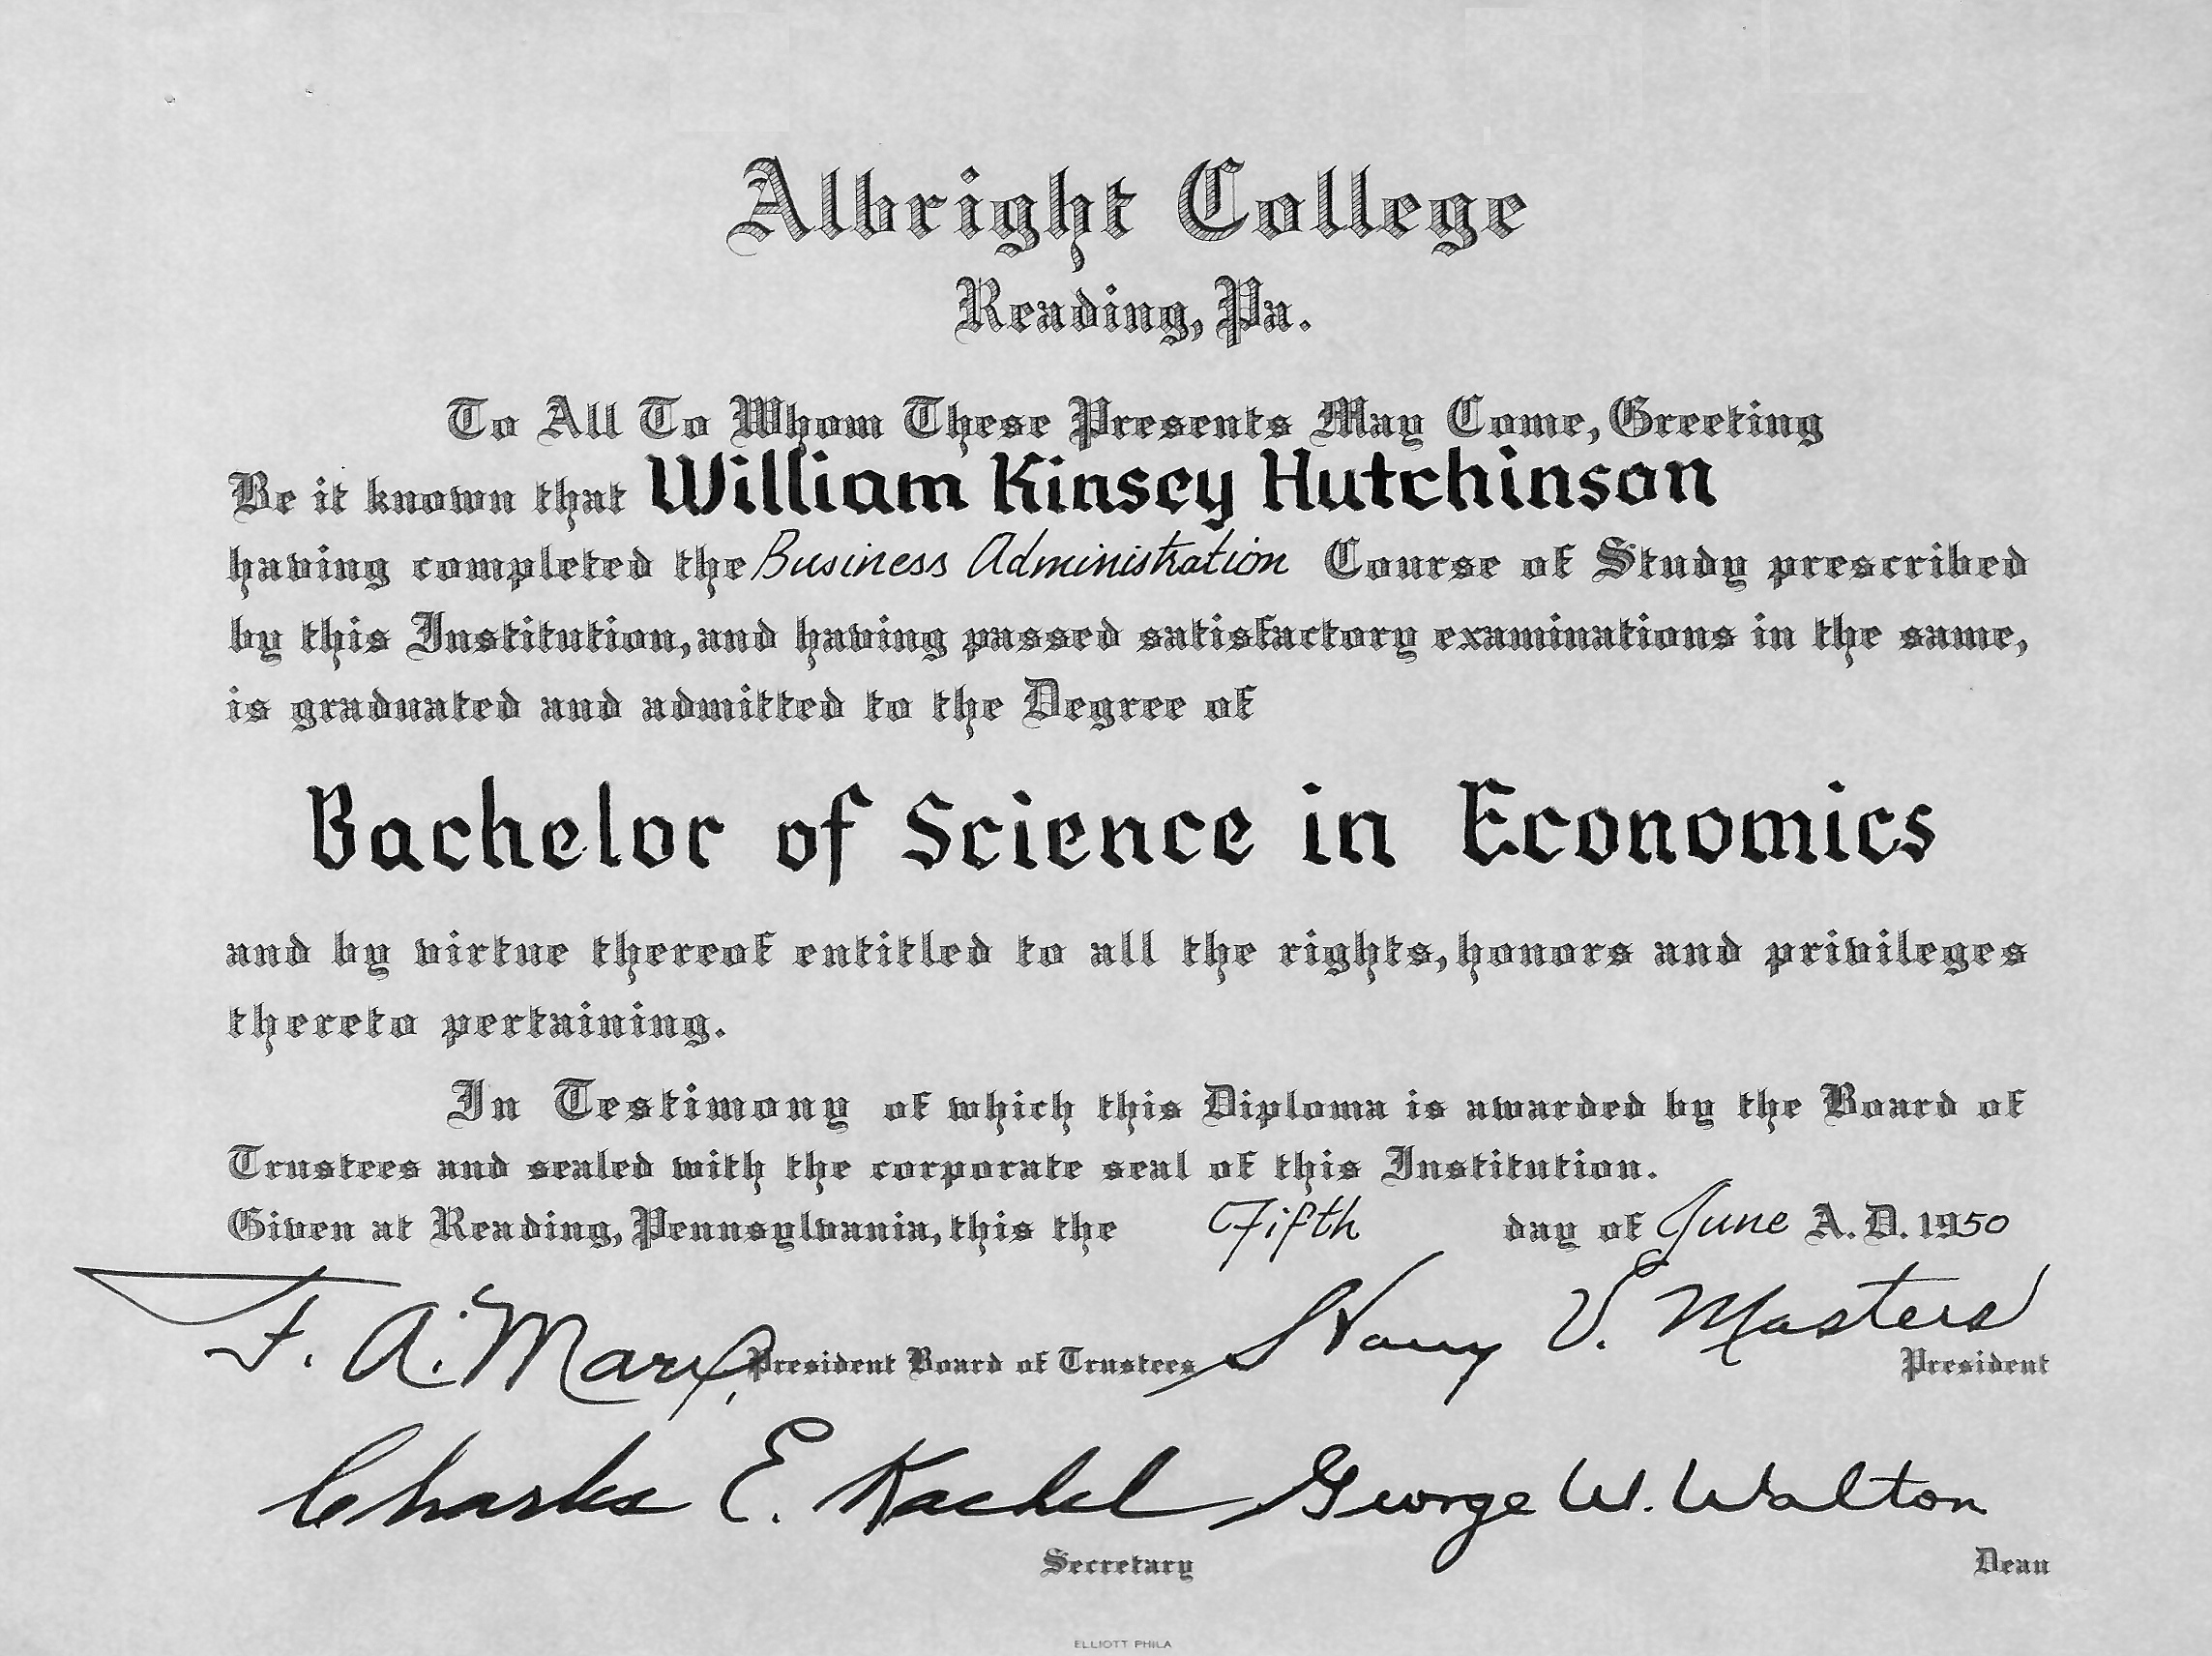 Albright College
Reading, Pa.
To All To Whom These Presents May Come, Greeting
Be it known that William Kinsey Hutchinson
having completed the Business Administration Course of Study prescribed
by this Institution, and having passed satisfactory examinations in the same,
is graduated and admitted to the Degree of
Bachelor of Science in Economics
and by virtue thereof entitled to all the rights, honors and privileges
thereto pertaining.
In Testimony of which this Diploma is awarded by the Board of
Trustees and sealed with the corporate seal of this Institution.
Given at Reading, Pennsylvania, this the Fifth day of June A. D. 1950
F. A. Marx President Board of Trustees Harry V. Masters President
Charles E. Kachel George W. Walton
Secretary Dean
ELLIOTT PHILA